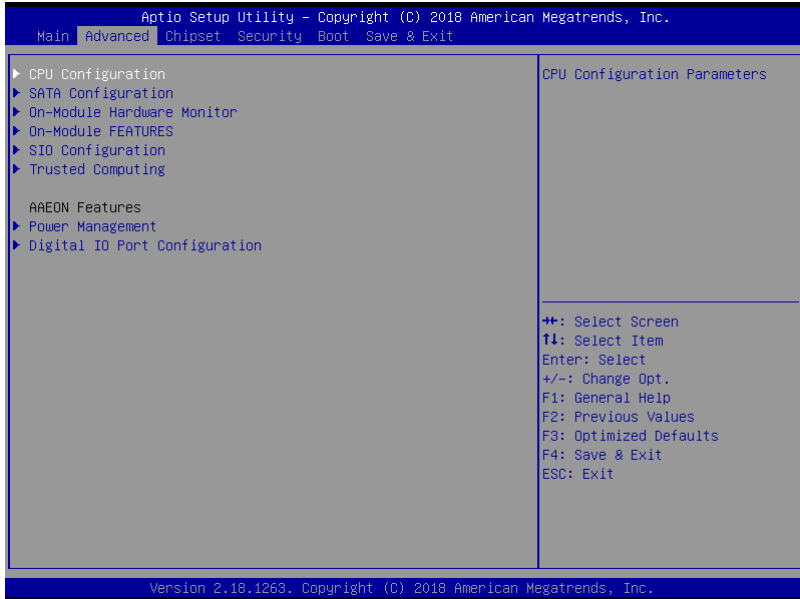 Aptio Setup Utility – Copyright (C) 2018 American Megatrends, Inc.
Main Advanced Chipset Security Boot Save & Exit
► CPU Configuration
► SATA Configuration
► On-Module Hardware Monitor
► On-Module FEATURES
► SIO Configuration
► Trusted Computing
AAEON Features
► Power Management
► Digital IO Port Configuration
CPU Configuration Parameters
→←: Select Screen
↑↓: Select Item
Enter: Select
+/-: Change Opt.
F1: General Help
F2: Previous Values
F3: Optimized Defaults
F4: Save & Exit
ESC: Exit
Version 2.18.1263. Copyright (C) 2018 American Megatrends, Inc.